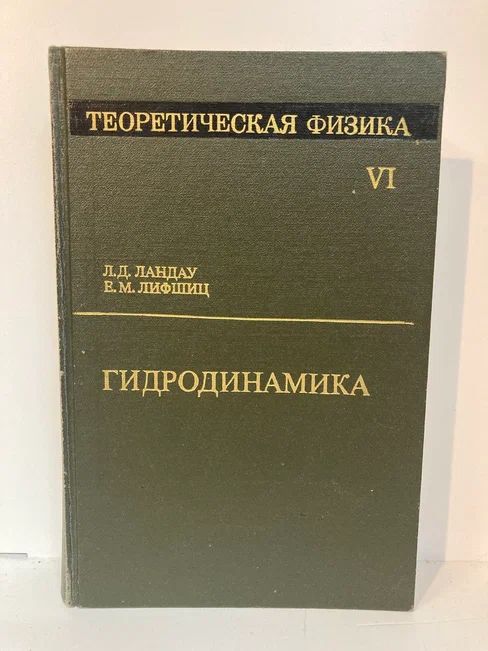 ТЕОРЕТИЧЕСКАЯ ФИЗИКА
VI
Л.Д. ЛАНДАУ
Е.М. ЛИФШИЦ
ГИДРОДИНАМИКА